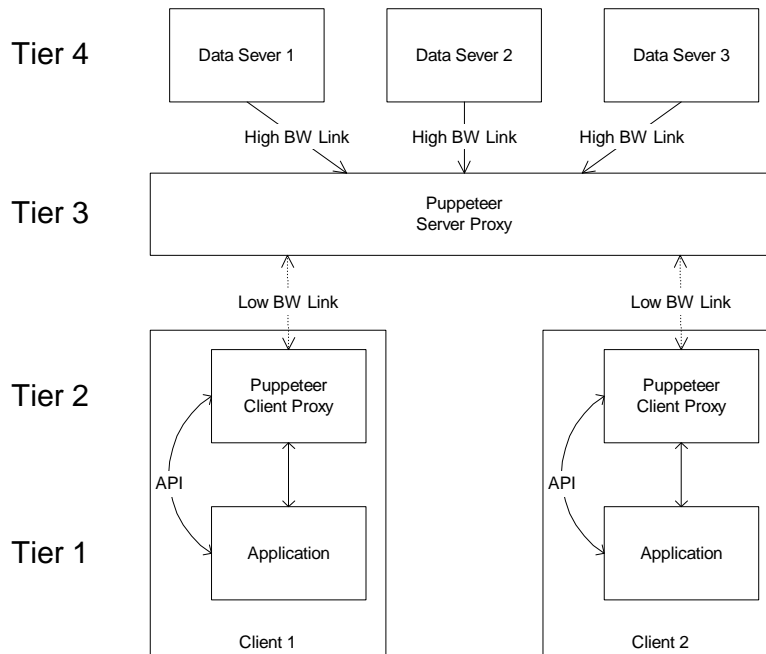 Tier 4
Data Sever 1
Data Sever 2
Data Sever 3
High BW Link
High BW Link
High BW Link
Tier 3
Puppeteer
Server Proxy
Low BW Link
Low BW Link
Tier 2
Puppeteer
Client Proxy
Puppeteer
Client Proxy
API
API
Tier 1
Application
Application
Client 1
Client 2